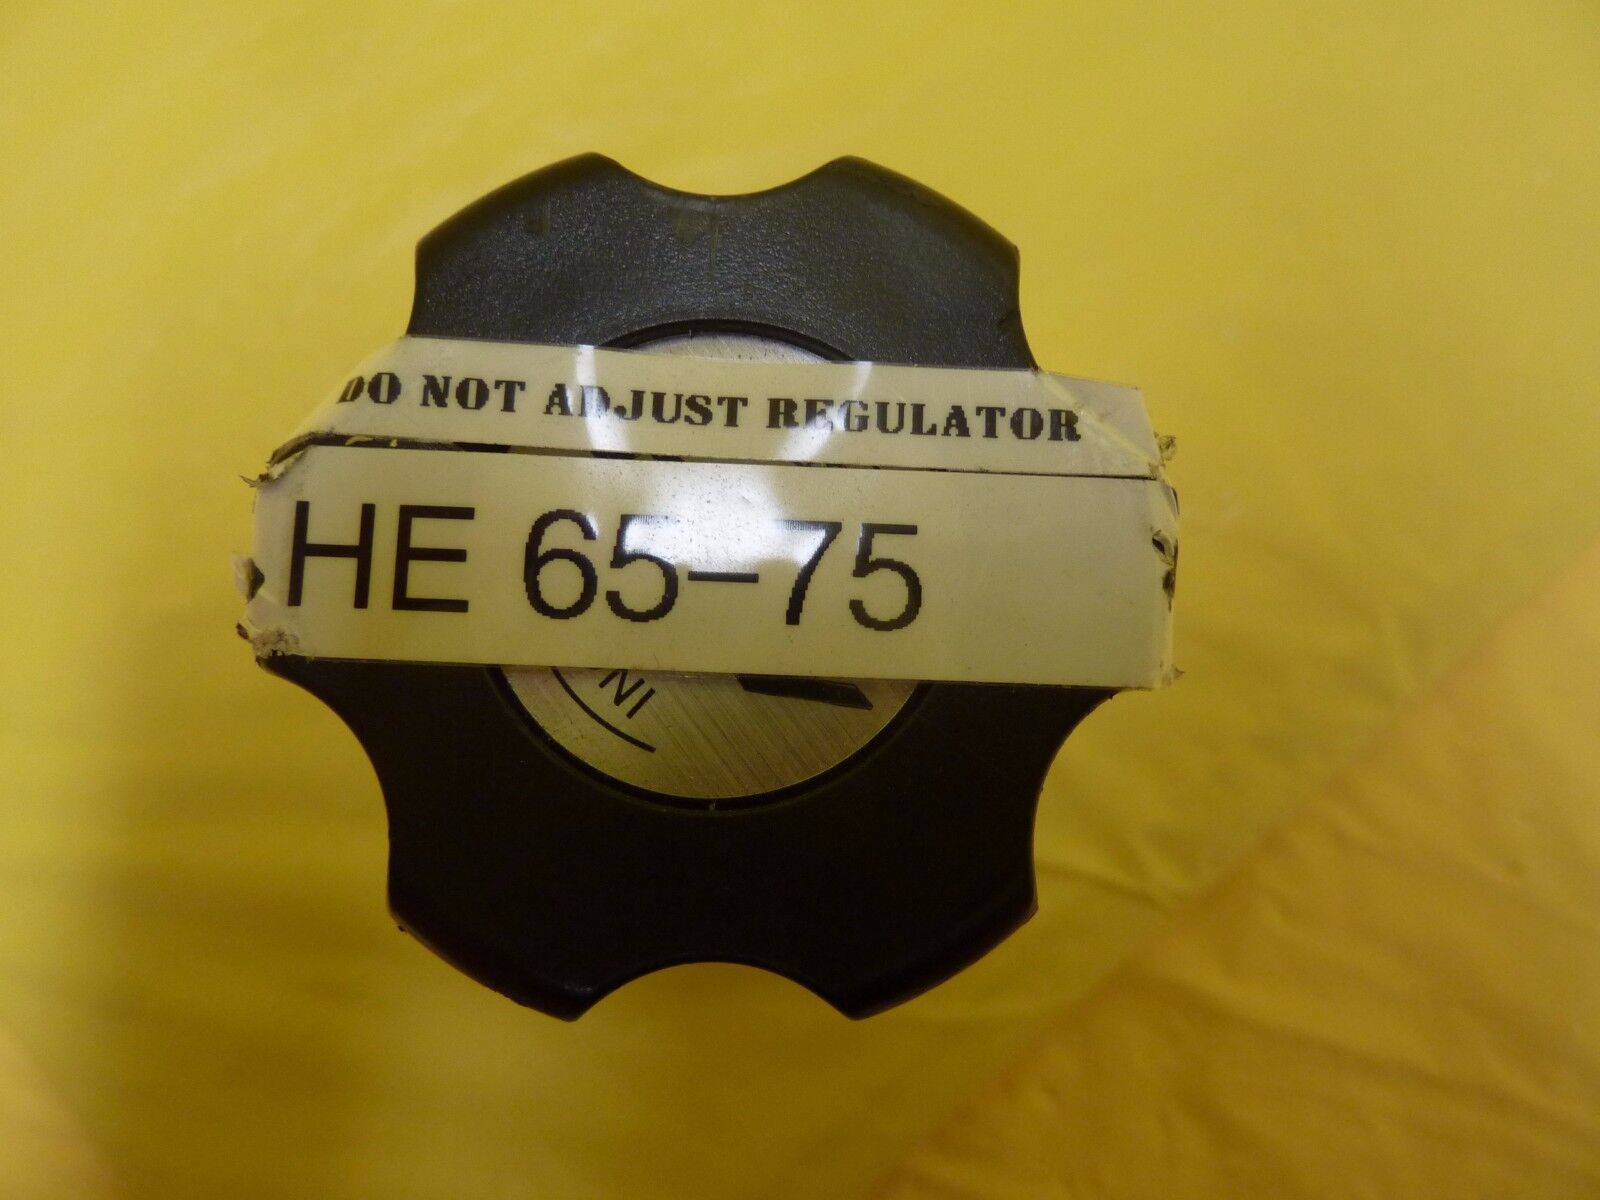 DO NOT ADJUST REGULATOR
HE 65-75